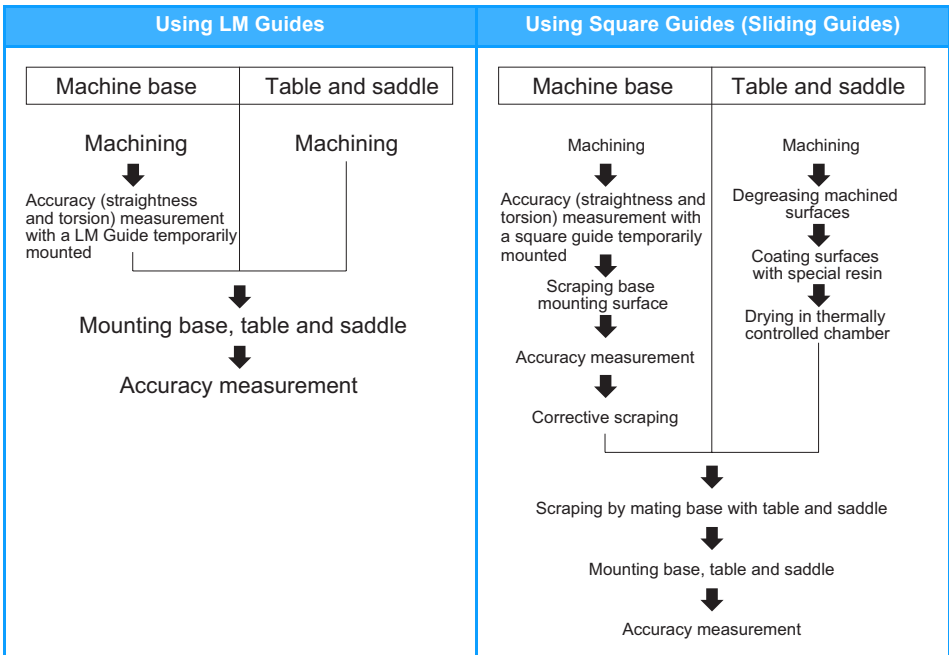 Using LM Guides
Machine base
Table and saddle
Machining
Machining
Accuracy (straightness
and torsion) measurement
with a LM Guide temporarily
mounted
Mounting base, table and saddle
Accuracy measurement
Using Square Guides (Sliding Guides)
Machine base
Table and saddle
Machining
Accuracy (straightness and
torsion) measurement with
a square guide temporarily
mounted
Scraping base
mounting surface
Accuracy measurement
Corrective scraping
Machining
Degreasing machined
surfaces
Coating surfaces
with special resin
Drying in thermally
controlled chamber
Scraping by mating base with table and saddle
Mounting base, table and saddle
Accuracy measurement